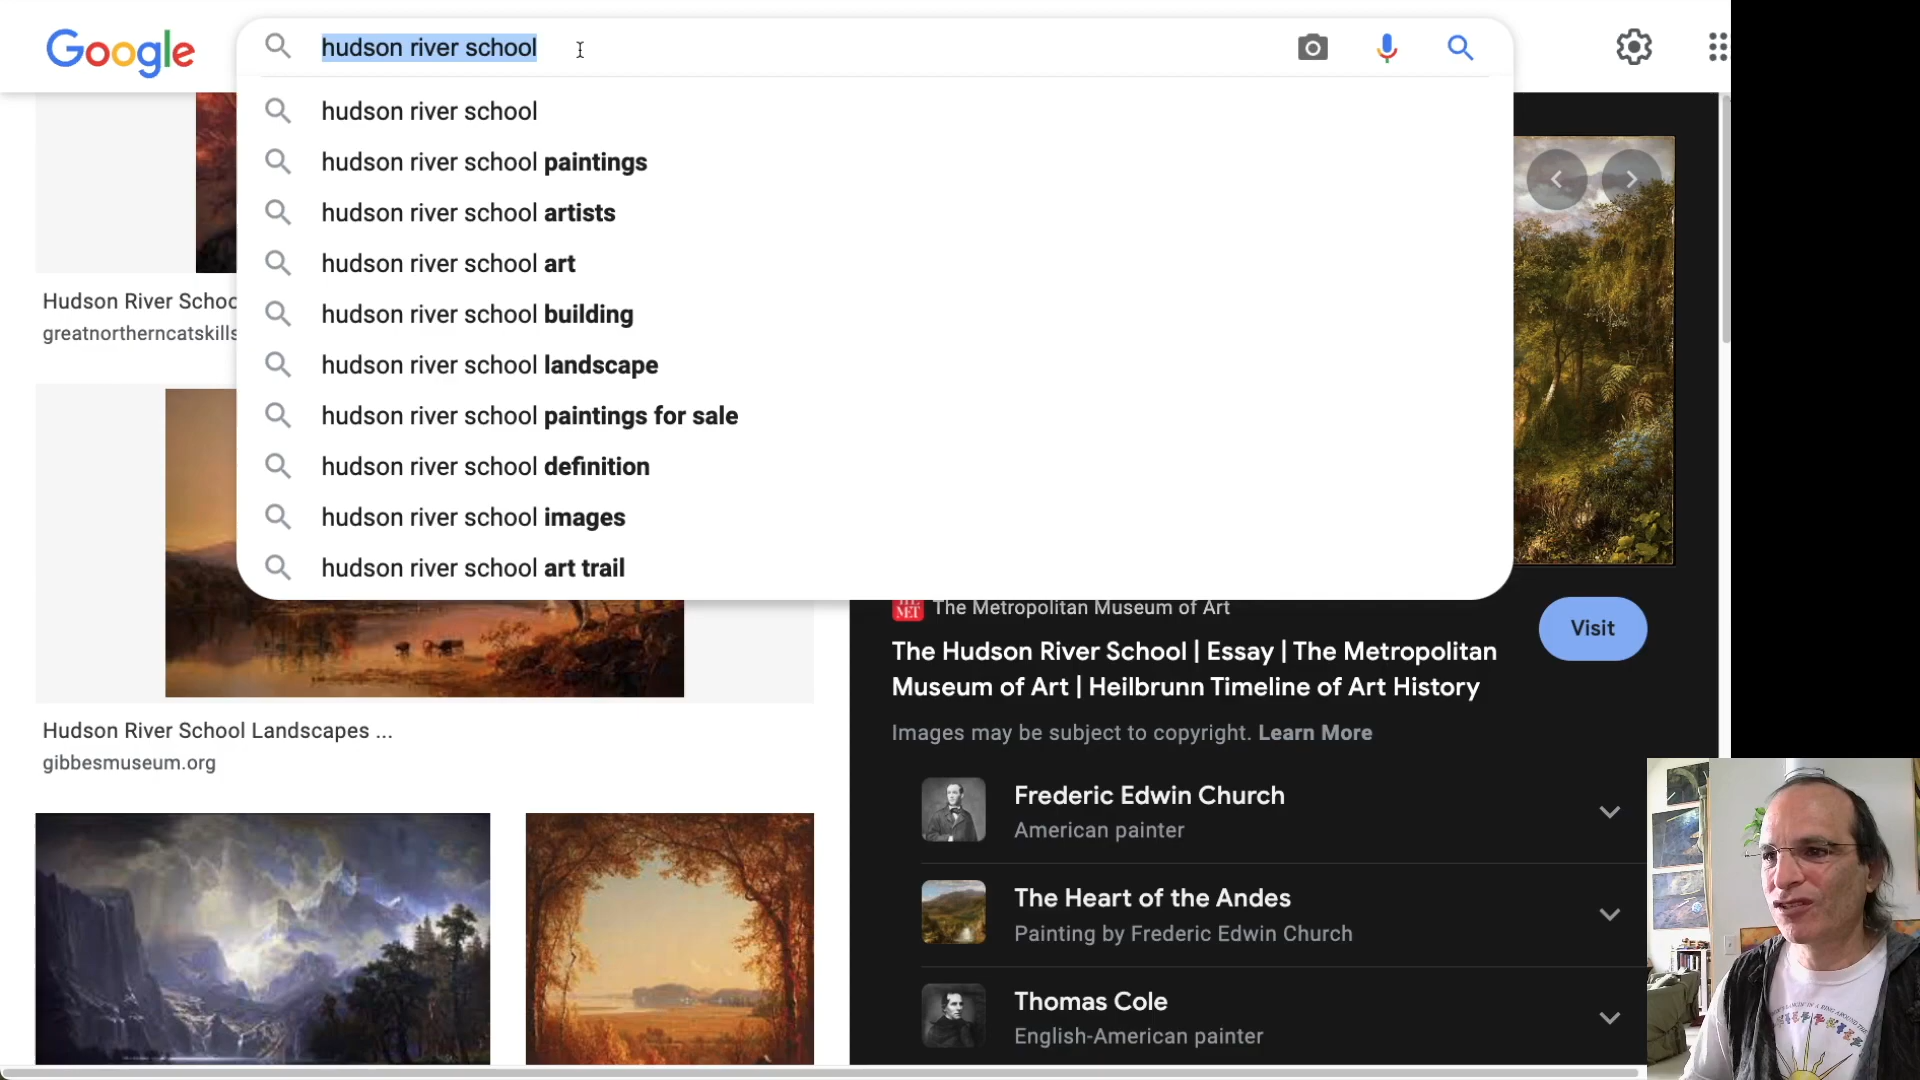 Google
hudson river school
hudson river school
hudson river school paintings
hudson river school artists
hudson river school art
hudson river school building
hudson river school landscape
hudson river school paintings for sale
hudson river school definition
hudson river school images
hudson river school art trail
Hudson River Schoo
greatnortherncatskills
Hudson River School Landscapes ...
gibbesmuseum.org
THE MET
The Metropolitan Museum of Art
Visit
The Hudson River School | Essay | The Metropolitan
Museum of Art | Heilbrunn Timeline of Art History
Images may be subject to copyright. Learn More
Frederic Edwin Church
American painter
The Heart of the Andes
Painting by Frederic Edwin Church
Thomas Cole
English-American painter